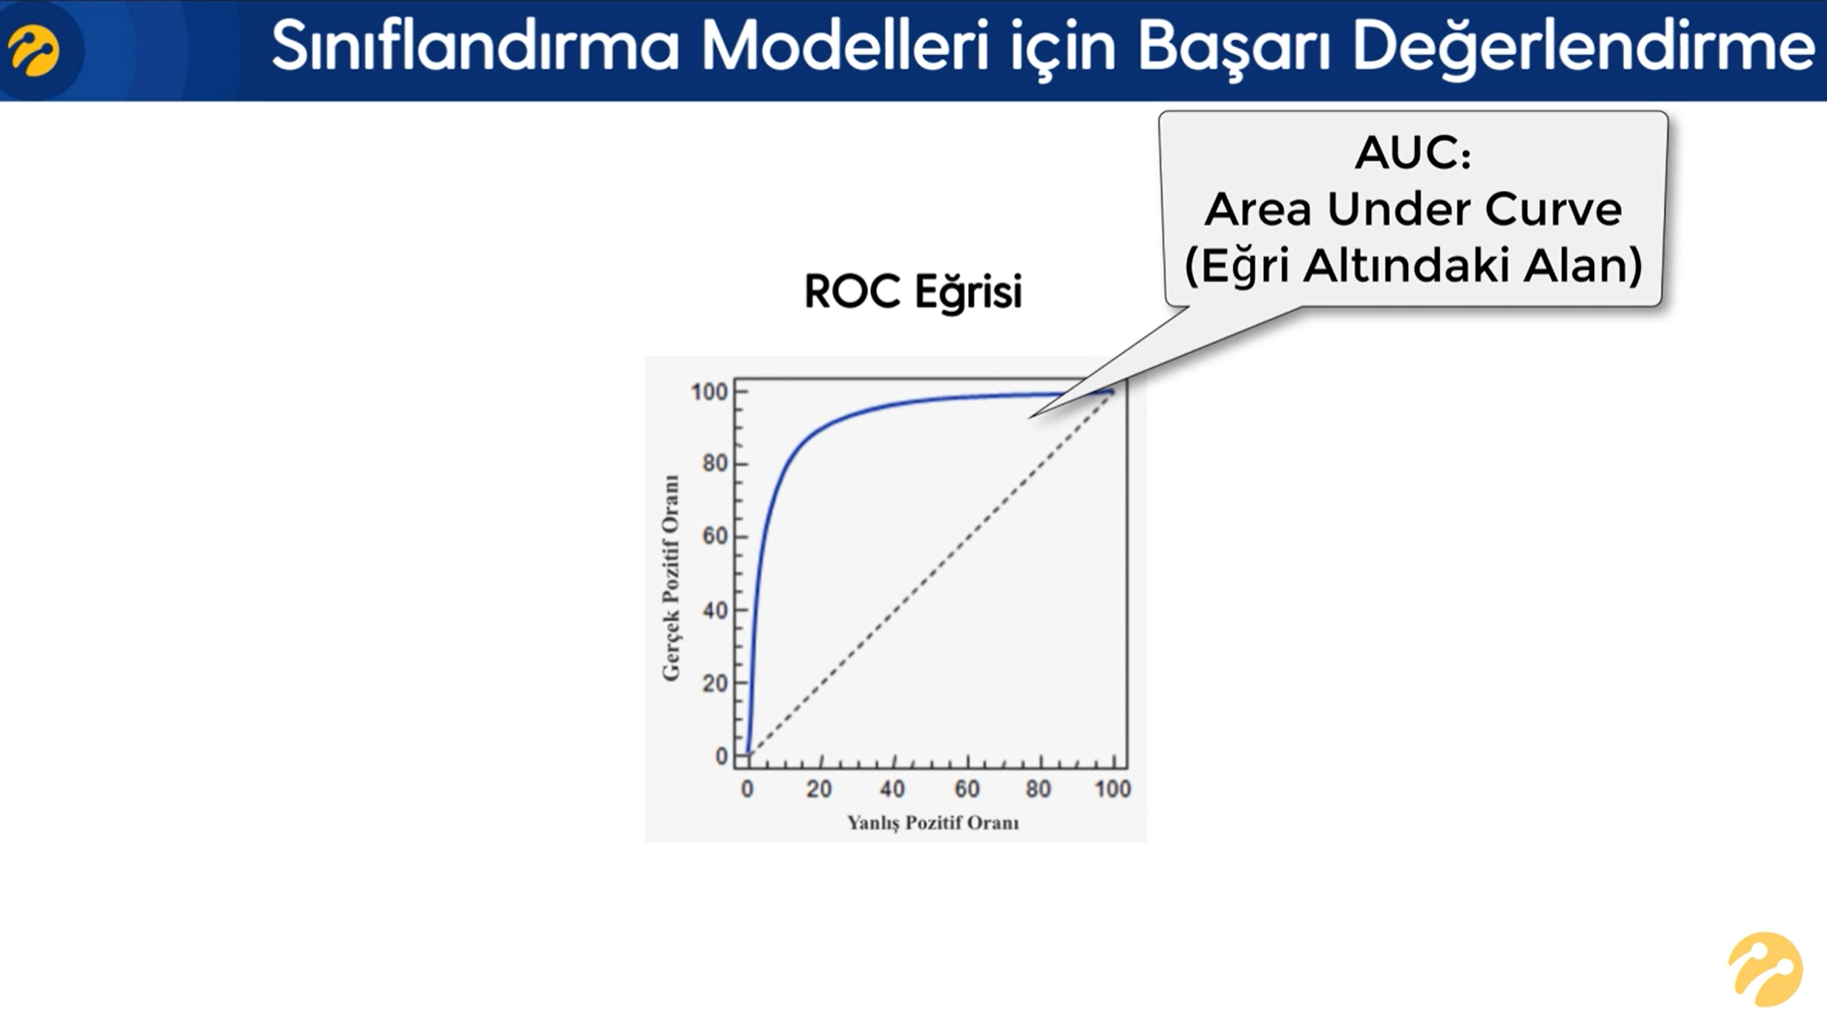 Sınıflandırma Modelleri için Başarı Değerlendirme
AUC:
Area Under Curve
(Eğri Altındaki Alan)
ROC Eğrisi
100
80
60
40
20
0
Gerçek Pozitif Oranı
0 20 40 60 80 100
Yanlış Pozitif Oranı